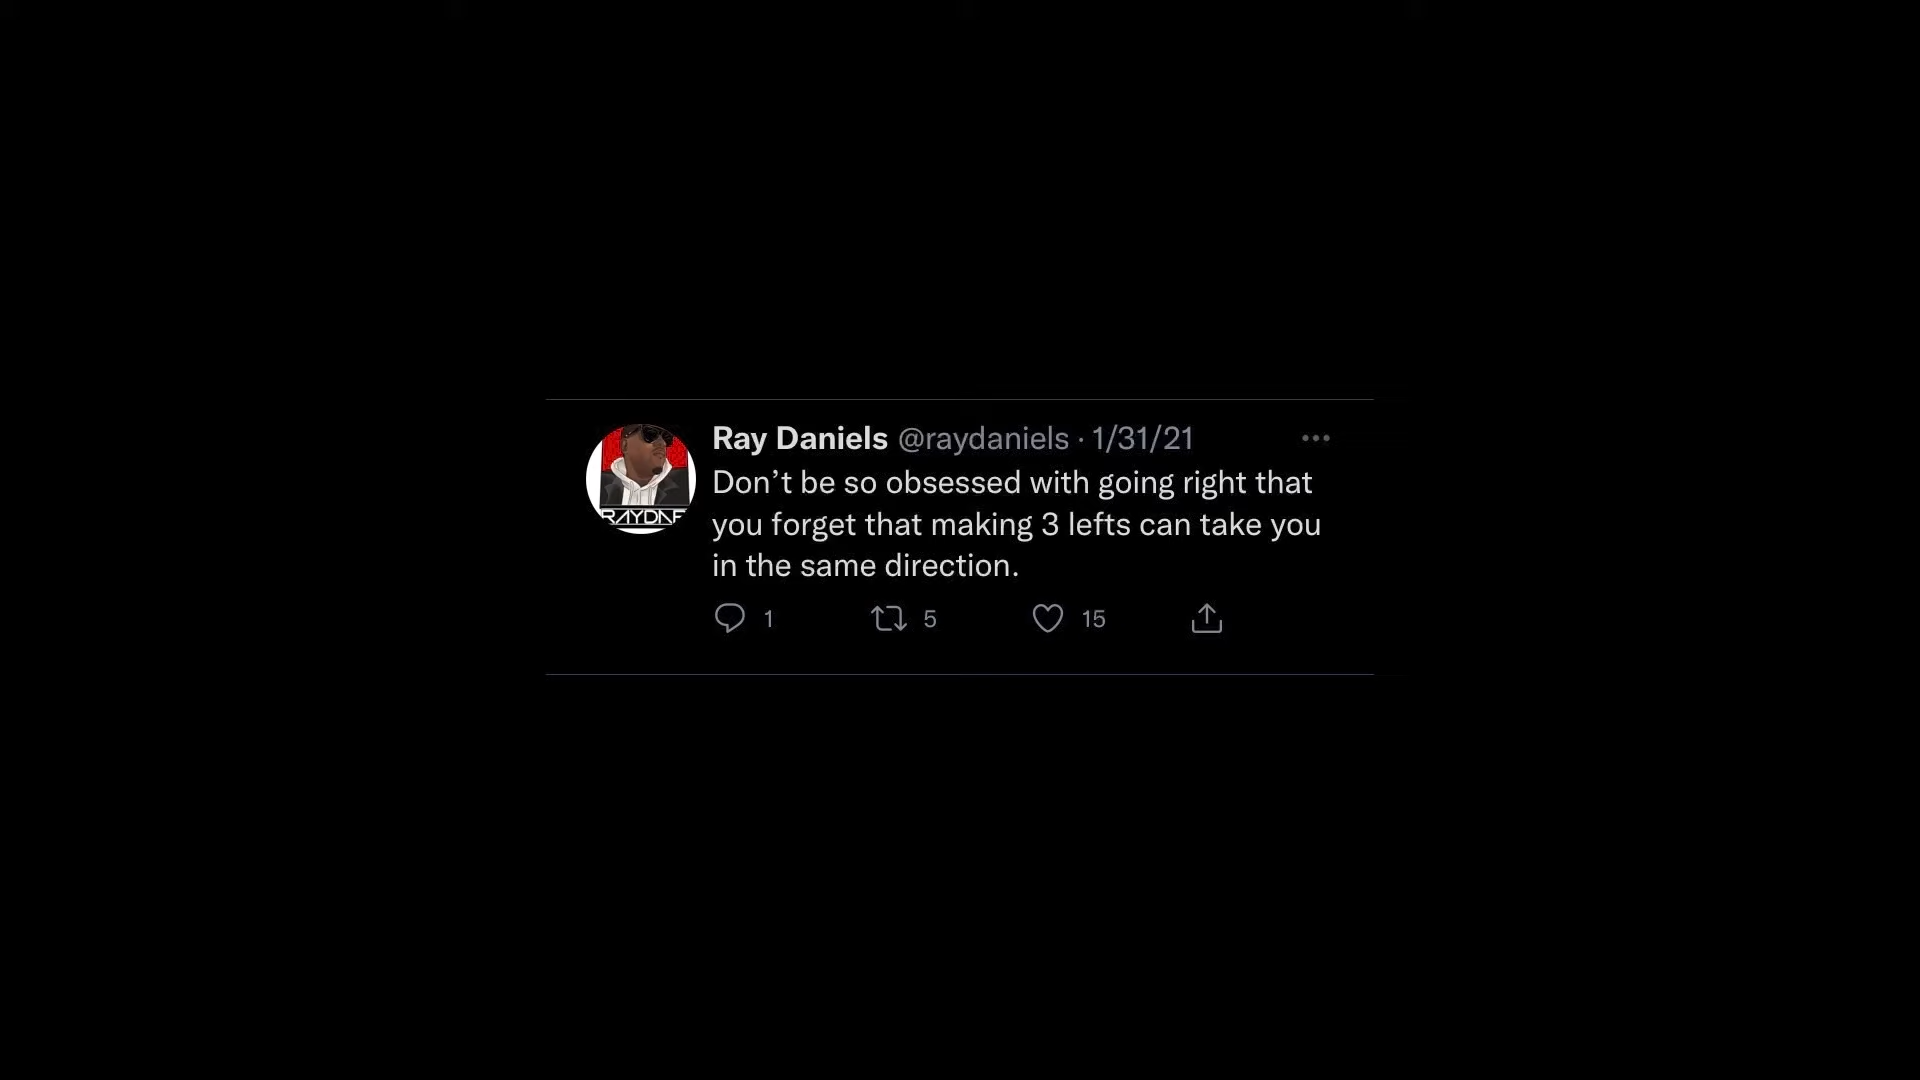 Ray Daniels @raydaniels · 1/31/21
Don’t be so obsessed with going right that
you forget that making 3 lefts can take you
in the same direction.
1 5 15
RAYDAF